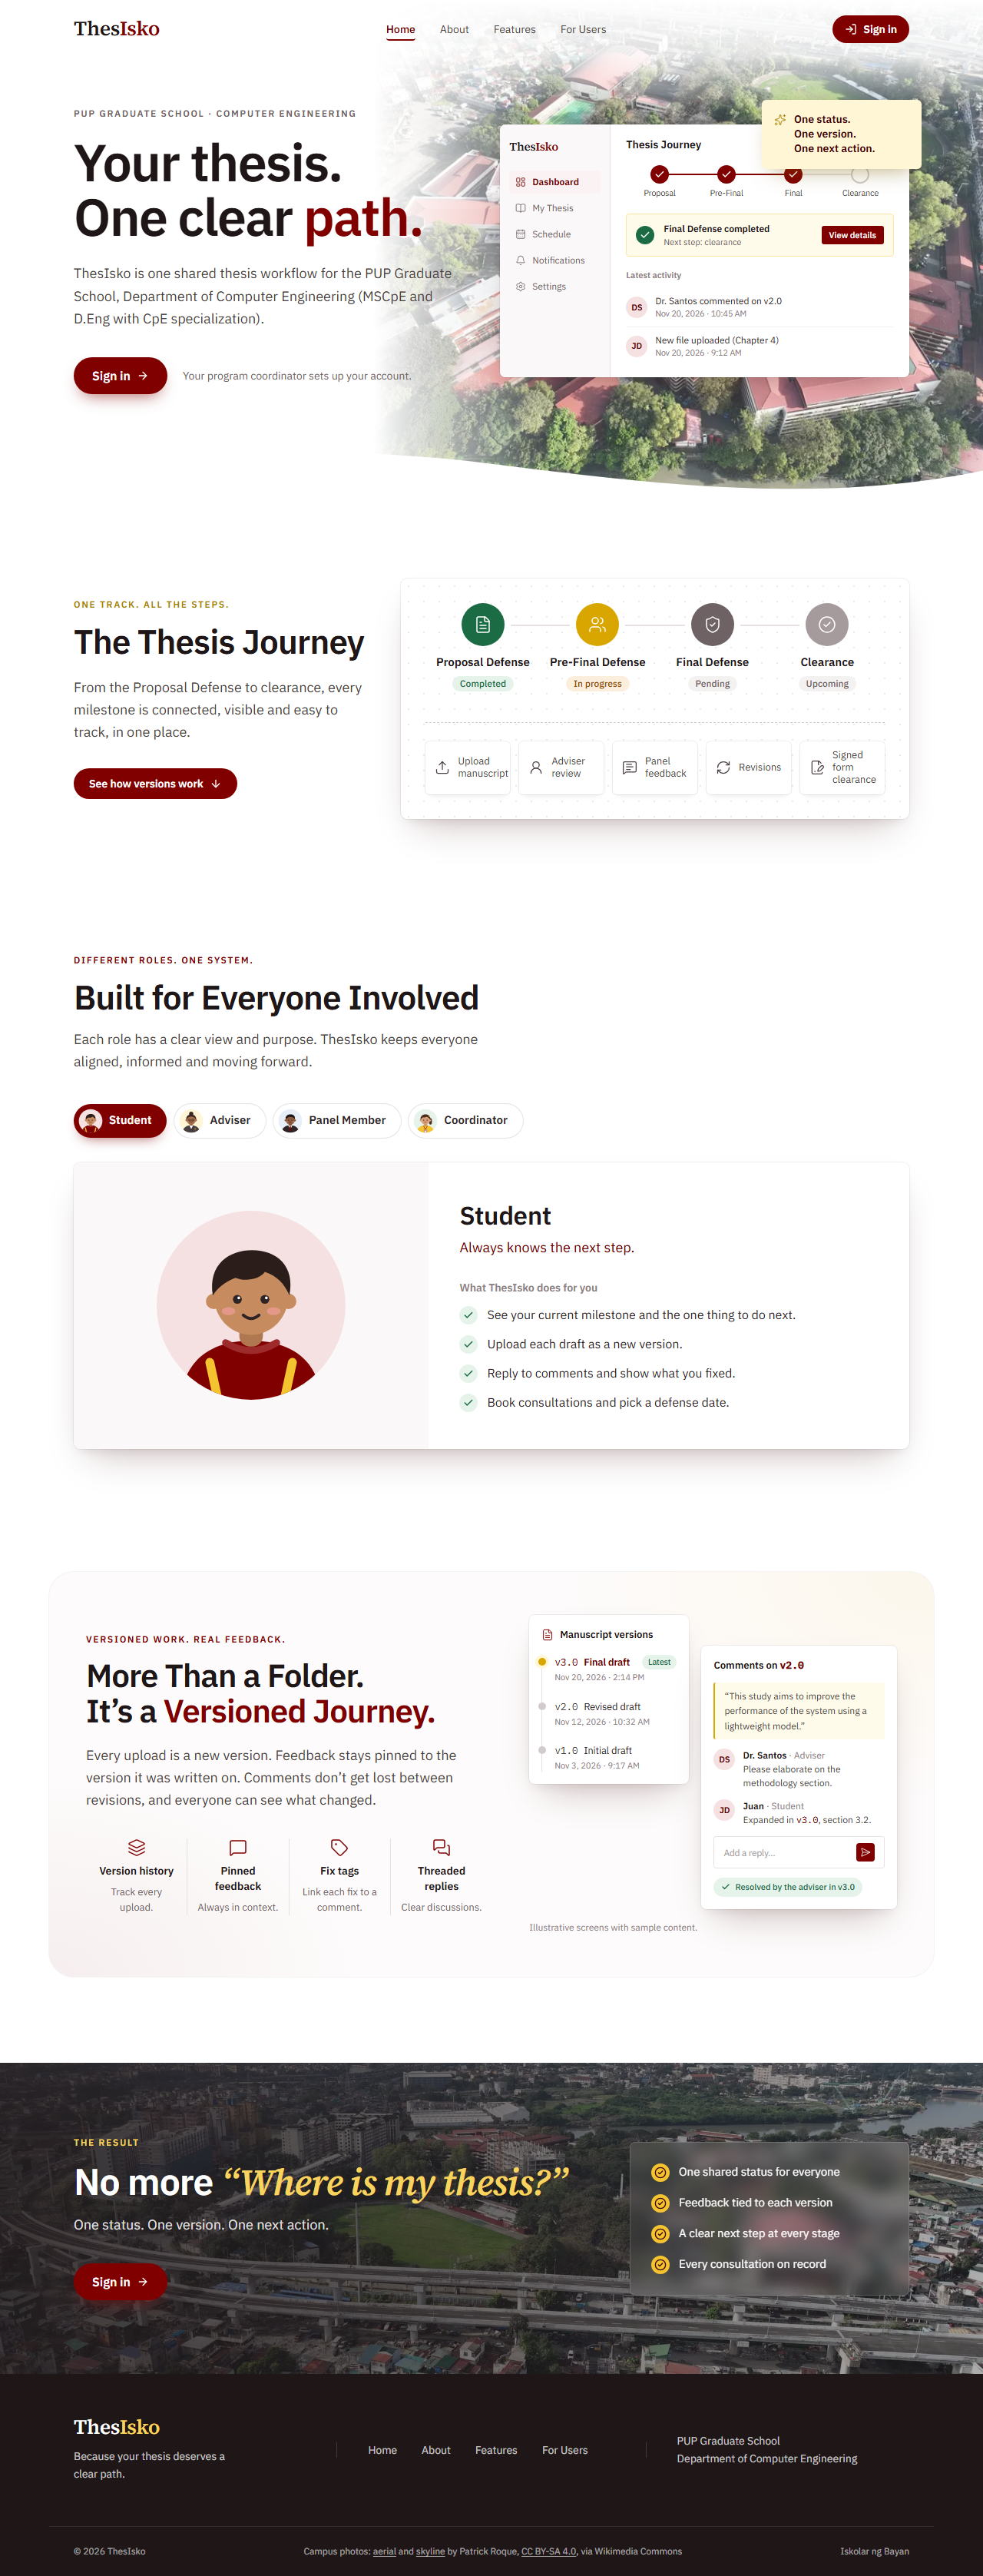 ThesIsko
Home
About
Features
For Users
Sign in
PUP GRADUATE SCHOOL · COMPUTER ENGINEERING
Your thesis.
One clear path.
ThesIsko is one shared thesis workflow for the PUP Graduate
School, Department of Computer Engineering (MSCpE and
D.Eng with CpE specialization).
Sign in
Your program coordinator sets up your account.
ThesIsko
Dashboard
My Thesis
Schedule
Notifications
Settings
Thesis Journey
One status.
One version.
One next action.
Proposal
Pre-Final
Final
Clearance
Final Defense completed
Next step: clearance
View details
Latest activity
DS
Dr. Santos commented on v2.0
Nov 20, 2026 · 10:45 AM
JD
New file uploaded (Chapter 4)
Nov 20, 2026 · 9:12 AM
ONE TRACK. ALL THE STEPS.
The Thesis Journey
From the Proposal Defense to clearance, every
milestone is connected, visible and easy to
track, in one place.
See how versions work
Proposal Defense
Completed
Pre-Final Defense
In progress
Final Defense
Pending
Clearance
Upcoming
Upload
manuscript
Adviser
review
Panel
feedback
Revisions
Signed
form
clearance
DIFFERENT ROLES. ONE SYSTEM.
Built for Everyone Involved
Each role has a clear view and purpose. ThesIsko keeps everyone
aligned, informed and moving forward.
Student
Adviser
Panel Member
Coordinator
Student
Always knows the next step.
What ThesIsko does for you
See your current milestone and the one thing to do next.
Upload each draft as a new version.
Reply to comments and show what you fixed.
Book consultations and pick a defense date.
VERSIONED WORK. REAL FEEDBACK.
More Than a Folder.
It’s a Versioned Journey.
Every upload is a new version. Feedback stays pinned to the
version it was written on. Comments don’t get lost between
revisions, and everyone can see what changed.
Version history
Track every
upload.
Pinned
feedback
Always in context.
Fix tags
Link each fix to a
comment.
Threaded
replies
Clear discussions.
Manuscript versions
v3.0 Final draft
Latest
Nov 20, 2026 · 2:14 PM
v2.0 Revised draft
Nov 12, 2026 · 10:32 AM
v1.0 Initial draft
Nov 3, 2026 · 9:17 AM
Comments on v2.0
“This study aims to improve the
performance of the system using a
lightweight model.”
DS
Dr. Santos · Adviser
Please elaborate on the
methodology section.
JD
Juan · Student
Expanded in v3.0, section 3.2.
Add a reply...
Resolved by the adviser in v3.0
Illustrative screens with sample content.
THE RESULT
No more “Where is my thesis?”
One status. One version. One next action.
Sign in
One shared status for everyone
Feedback tied to each version
A clear next step at every stage
Every consultation on record
ThesIsko
Because your thesis deserves a
clear path.
Home
About
Features
For Users
PUP Graduate School
Department of Computer Engineering
© 2026 ThesIsko
Campus photos: aerial and skyline by Patrick Roque, CC BY-SA 4.0, via Wikimedia Commons
Iskolar ng Bayan